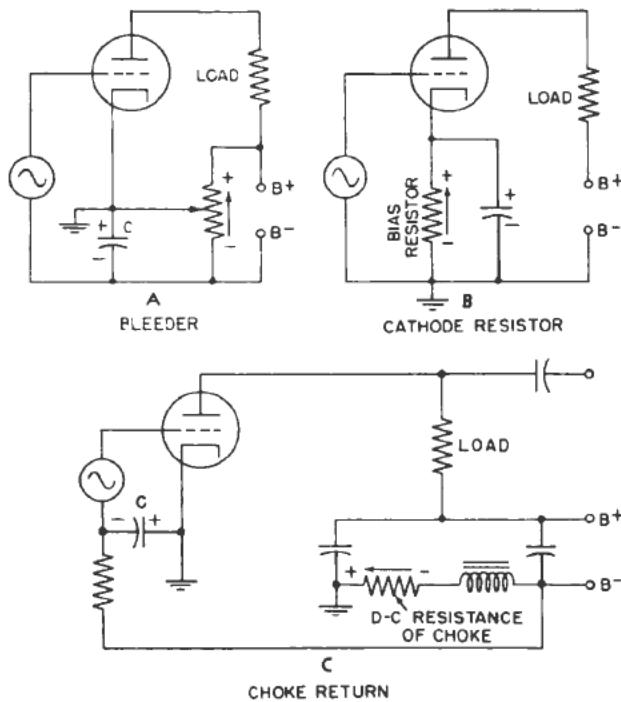 LOAD
+
B+
+
C
-
-
B-
A
BLEEDER
LOAD
B+
+
+
BIAS
RESISTOR
-
-
B-
B
CATHODE RESISTOR
LOAD
C
- +
B+
+ -
B-
D-C RESISTANCE
OF CHOKE
C
CHOKE RETURN